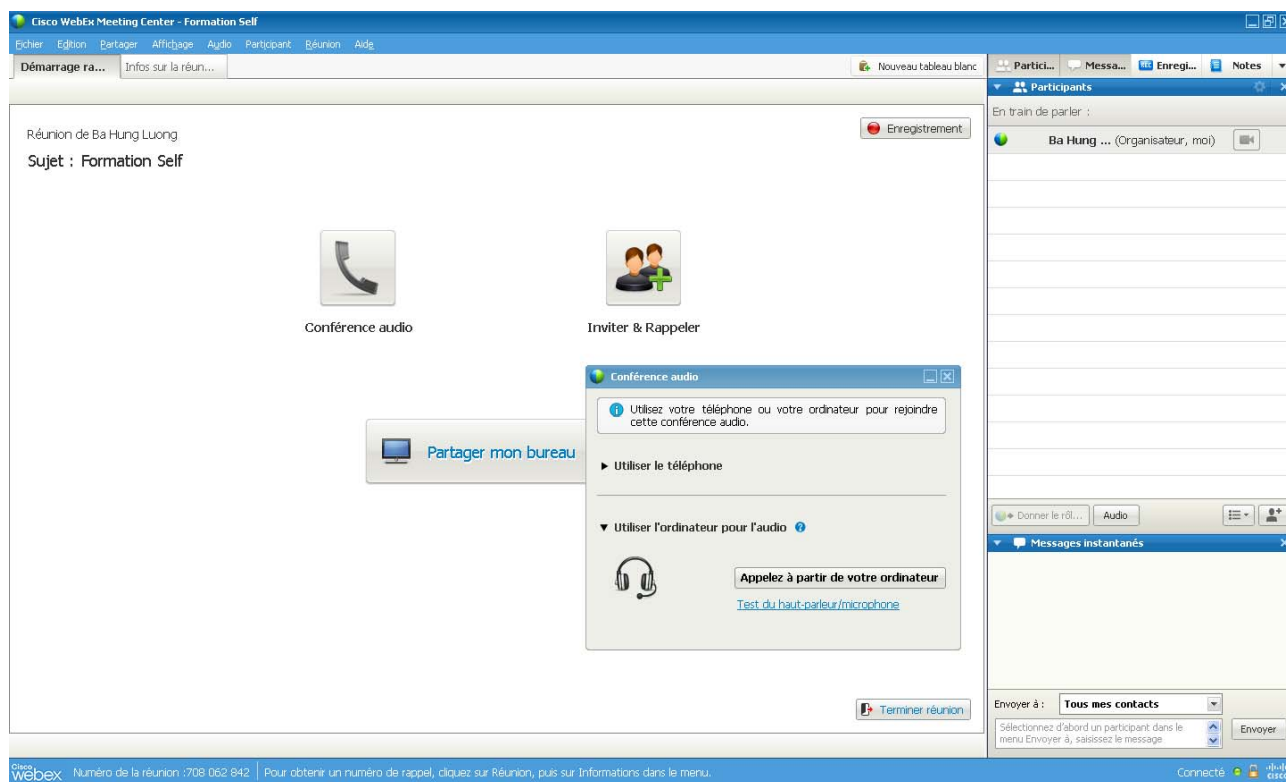 Cisco WebEx Meeting Center - Formation Self
Fichier Edition Partager Affichage Audio Participant Réunion Aide
Démarrage ra... Infos sur la réun... Nouveau tableau blanc
Partici... Messa... Enregi... Notes
Participants
En train de parler :
Ba Hung ... (Organisateur, moi)
Réunion de Ba Hung Luong
Enregistrement
Sujet : Formation Self
Conférence audio
Inviter & Rappeler
Partager mon bureau
Conférence audio
Utilisez votre téléphone ou votre ordinateur pour rejoindre
cette conférence audio.
Utiliser le téléphone
Utiliser l'ordinateur pour l'audio
Appelez à partir de votre ordinateur
Test du haut-parleur/microphone
Terminer réunion
Donner le rôl... Audio
Messages instantanés
Envoyer à : Tous mes contacts
Sélectionnez d'abord un participant dans le
menu Envoyer à, saisissez le message
Envoyer
Cisco
webex Numéro de la réunion :708 062 842 Pour obtenir un numéro de rappel, cliquez sur Réunion, puis sur Informations dans le menu.
Connecté
cisco